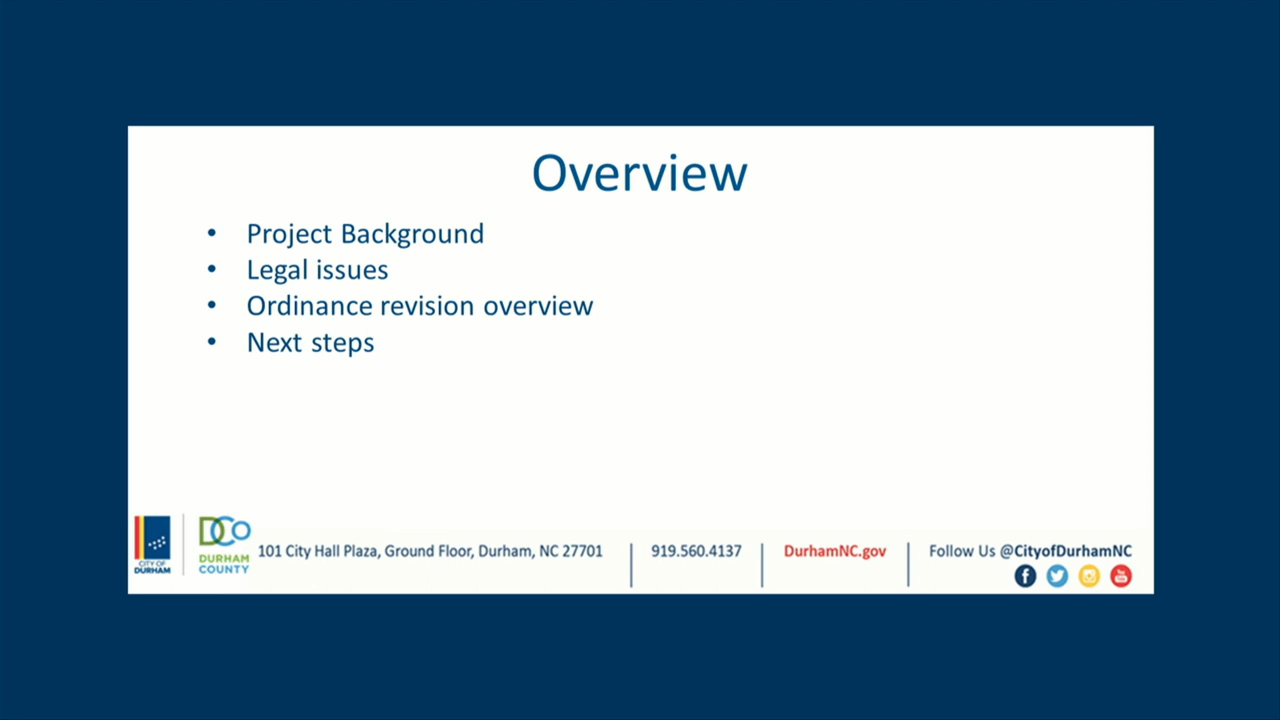 Overview
• Project Background
• Legal issues
• Ordinance revision overview
• Next steps
CITY OF
DURHAM
DCo
DURHAM
COUNTY
101 City Hall Plaza, Ground Floor, Durham, NC 27701
919.560.4137
DurhamNC.gov
Follow Us @CityofDurhamNC